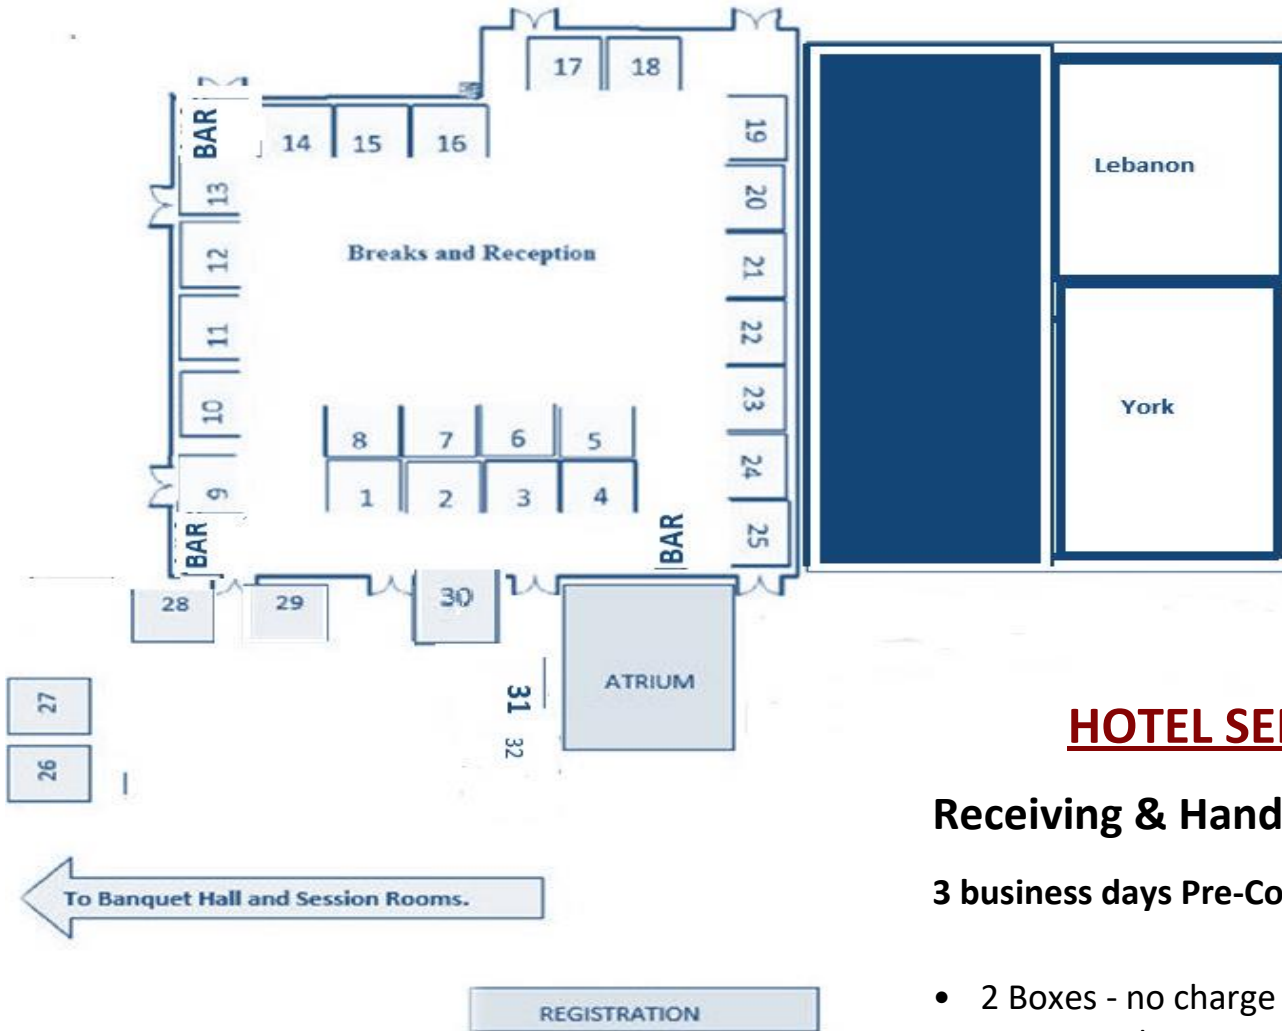 17 18
BAR
14 15 16
19
13
20
Lebanon
12
Breaks and Reception
21
11
22
10
23
York
8 7 6 5
24
9
1 2 3 4
BAR
BAR
25
28 29 30
27
31
ATRIUM
32
26
HOTEL SE
Receiving & Hand
3 business days Pre-Co
To Banquet Hall and Session Rooms.
• 2 Boxes - no charge
REGISTRATION